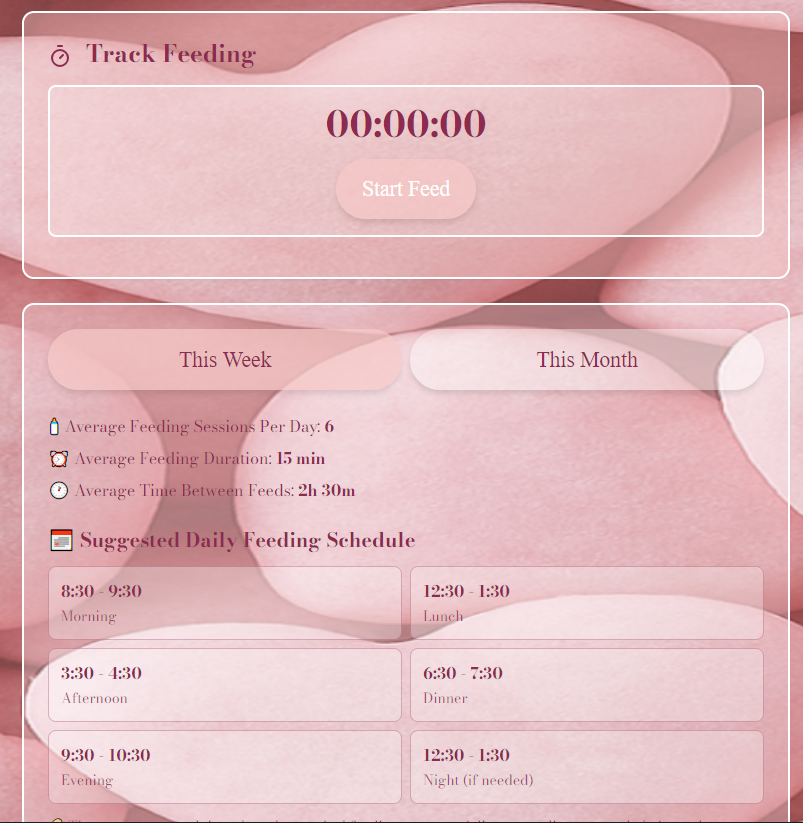 Track Feeding
00:00:00
Start Feed
This Week
This Month
Average Feeding Sessions Per Day: 6
Average Feeding Duration: 15 min
Average Time Between Feeds: 2h 30m
Suggested Daily Feeding Schedule
8:30 - 9:30
Morning
12:30 - 1:30
Lunch
3:30 - 4:30
Afternoon
6:30 - 7:30
Dinner
9:30 - 10:30
Evening
12:30 - 1:30
Night (if needed)